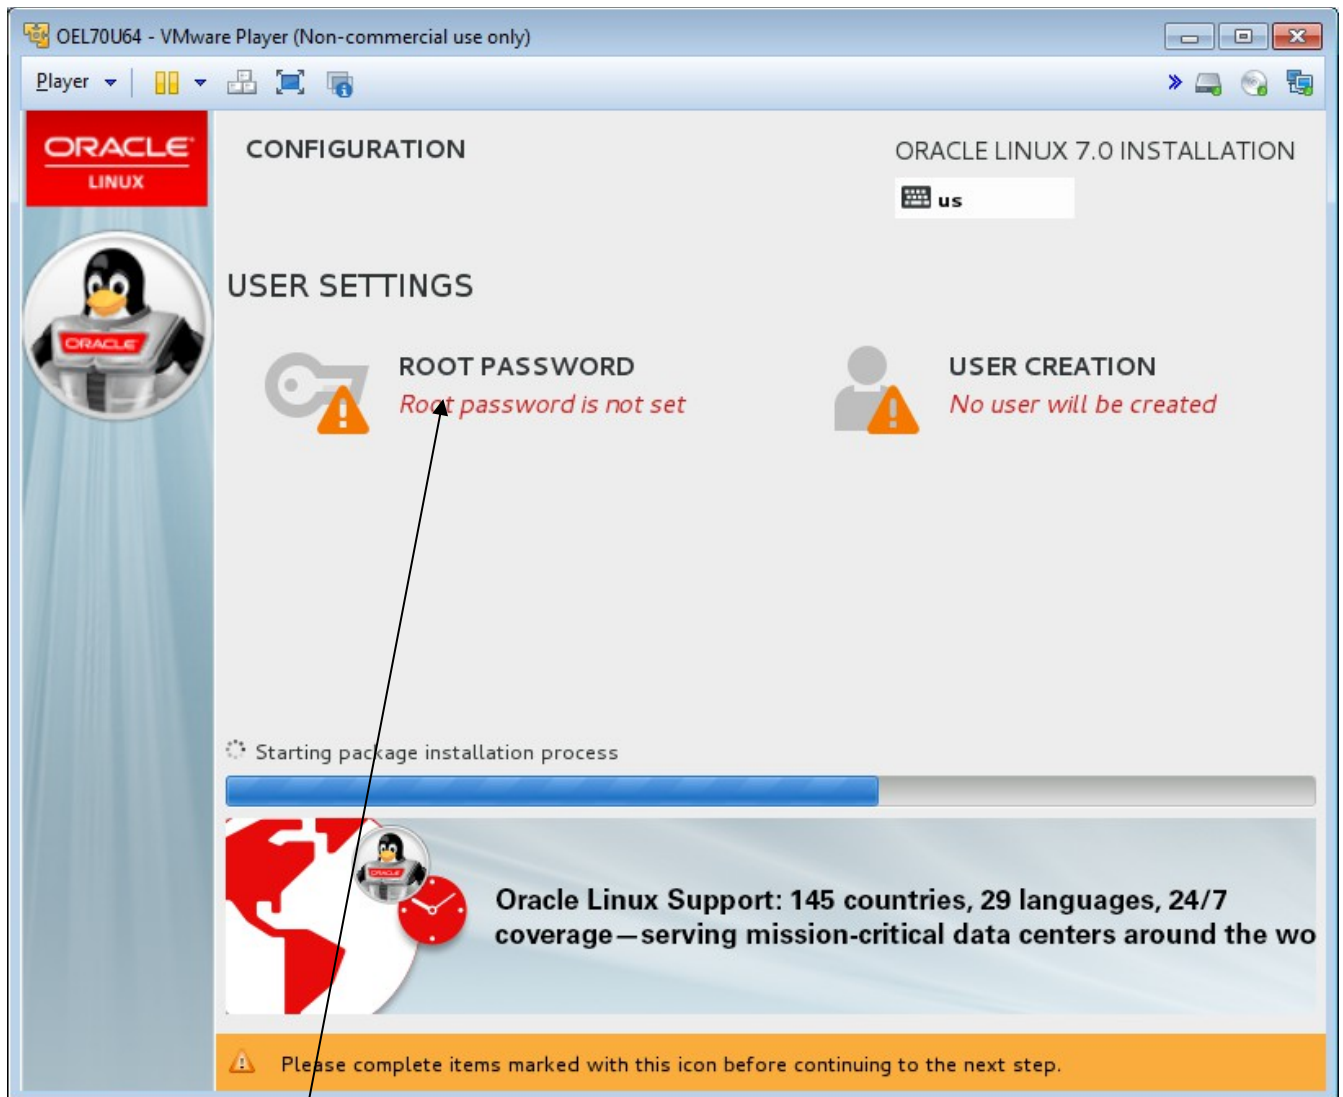 OEL70U64 - VMware Player (Non-commercial use only)
Player
ORACLE
LINUX
CONFIGURATION
ORACLE LINUX 7.0 INSTALLATION
us
ORACLE
USER SETTINGS
ROOT PASSWORD
Root password is not set
USER CREATION
No user will be created
Starting package installation process
ORACLE
Oracle Linux Support: 145 countries, 29 languages, 24/7
coverage—serving mission-critical data centers around the wo
Please complete items marked with this icon before continuing to the next step.